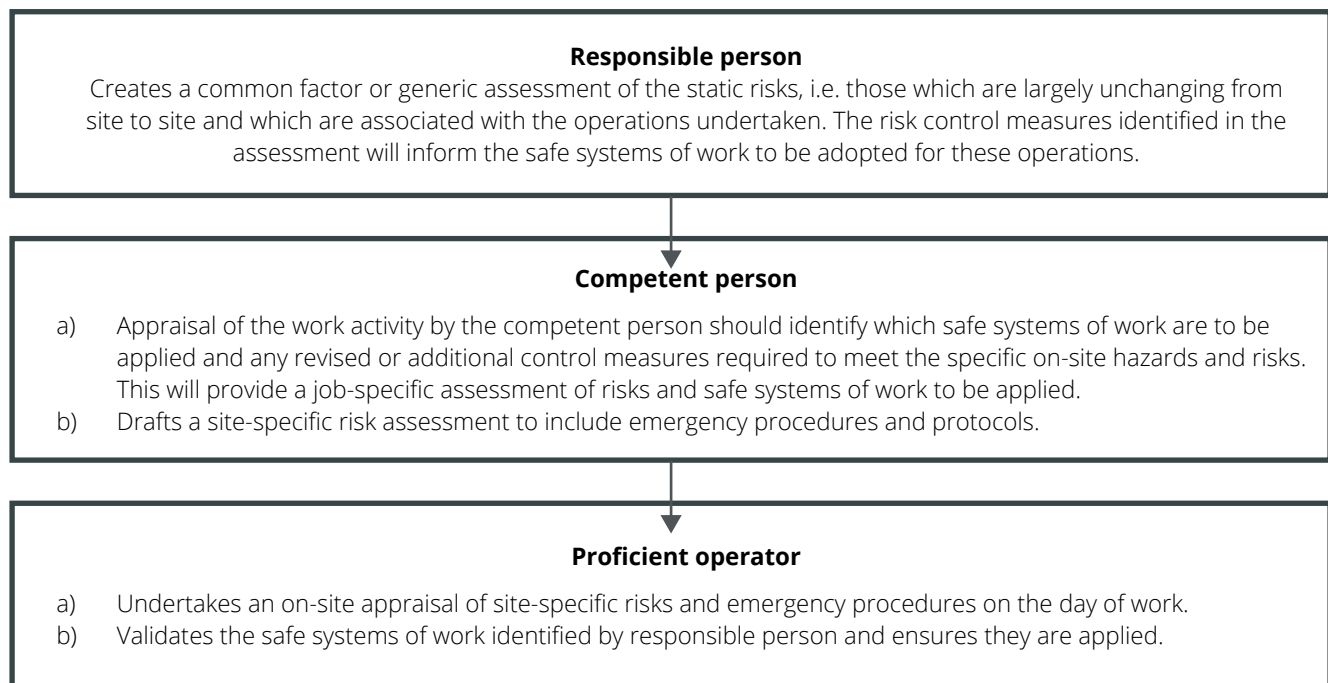 Responsible person
Creates a common factor or generic assessment of the static risks, i.e. those which are largely unchanging from
site to site and which are associated with the operations undertaken. The risk control measures identified in the
assessment will inform the safe systems of work to be adopted for these operations.
Competent person
a) Appraisal of the work activity by the competent person should identify which safe systems of work are to be
applied and any revised or additional control measures required to meet the specific on-site hazards and risks.
This will provide a job-specific assessment of risks and safe systems of work to be applied.
b) Drafts a site-specific risk assessment to include emergency procedures and protocols.
Proficient operator
a) Undertakes an on-site appraisal of site-specific risks and emergency procedures on the day of work.
b) Validates the safe systems of work identified by responsible person and ensures they are applied.